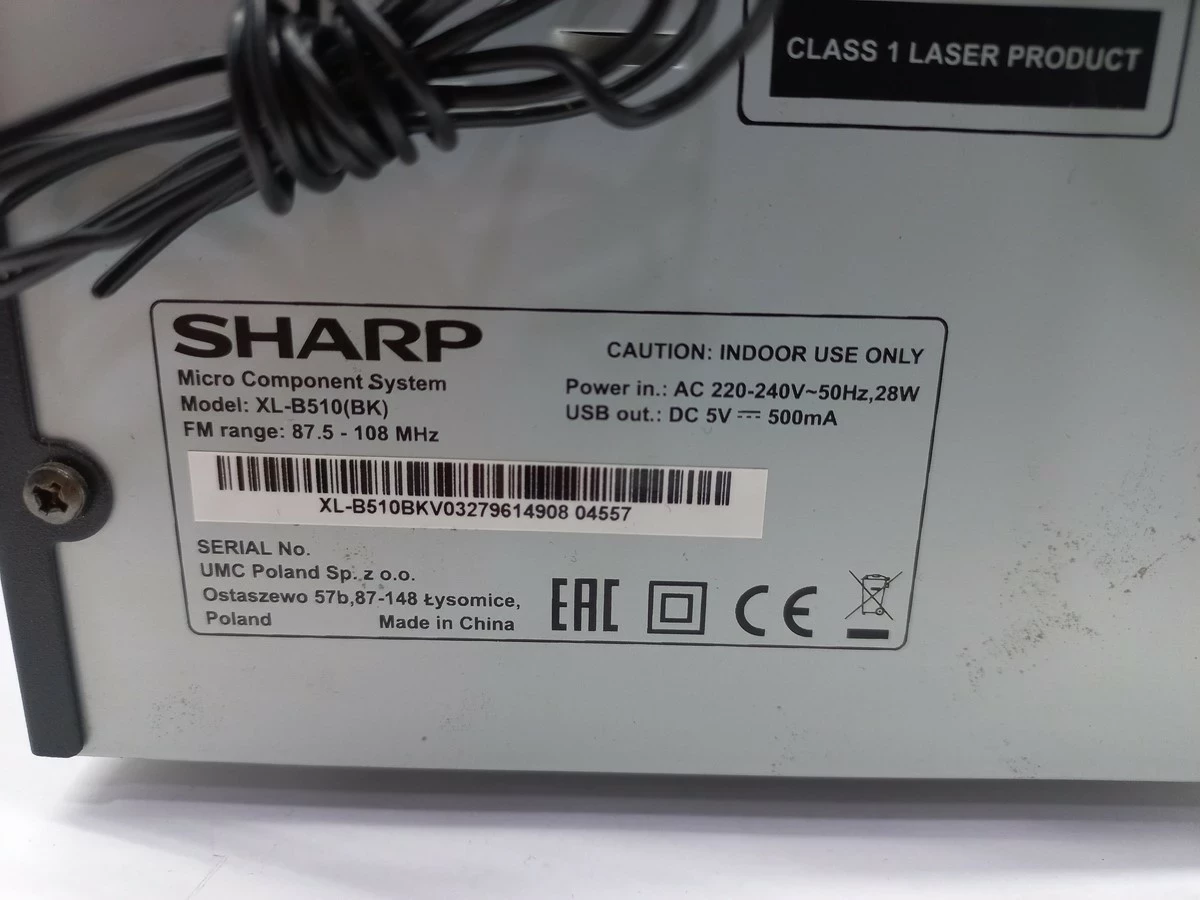 CLASS 1 LASER PRODUCT
SHARP
Micro Component System
Model: XL-B510(BK)
FM range: 87.5 - 108 MHz
CAUTION: INDOOR USE ONLY
Power in.: AC 220-240V~50Hz,28W
USB out.: DC 5V ⎓ 500mA
XL-B510BKV03279614908 04557
SERIAL No.
UMC Poland Sp. z o.o.
Ostaszewo 57b,87-148 Łysomice,
Poland
Made in China
EAC
CE